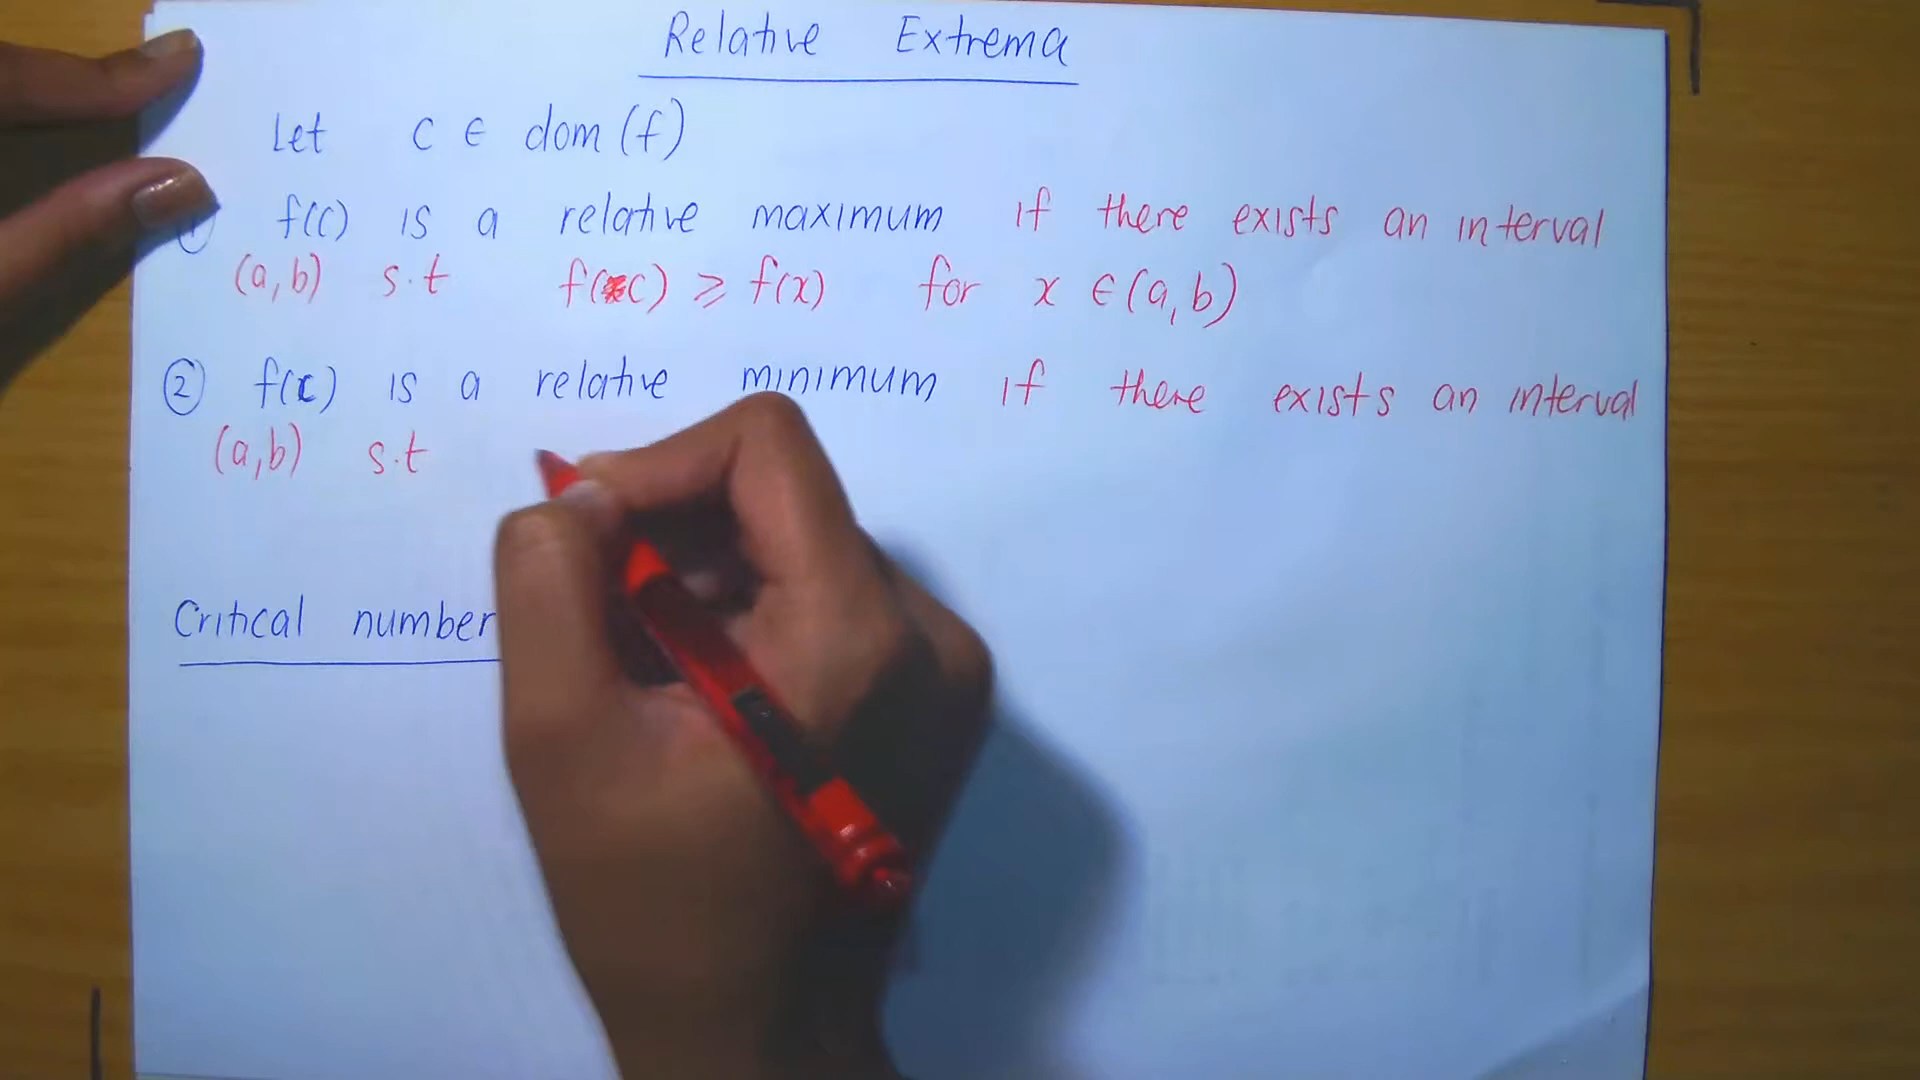 Relative Extrema
Let c ∈ dom (f)
① f(c) is a relative maximum if there exists an interval
(a, b) s.t f(c) ⩾ f(x) for x ∈ (a, b)
② f(c) is a relative minimum if there exists an interval
(a, b) s.t
Critical number